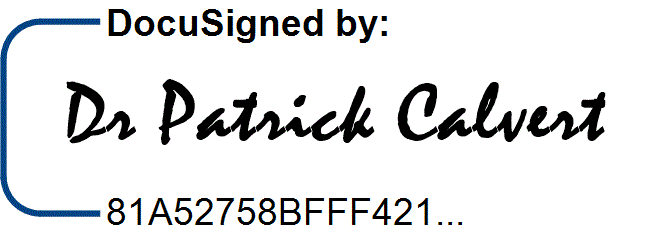 DocuSigned by:
Dr Patrick Calvert
81A52758BFFF421...